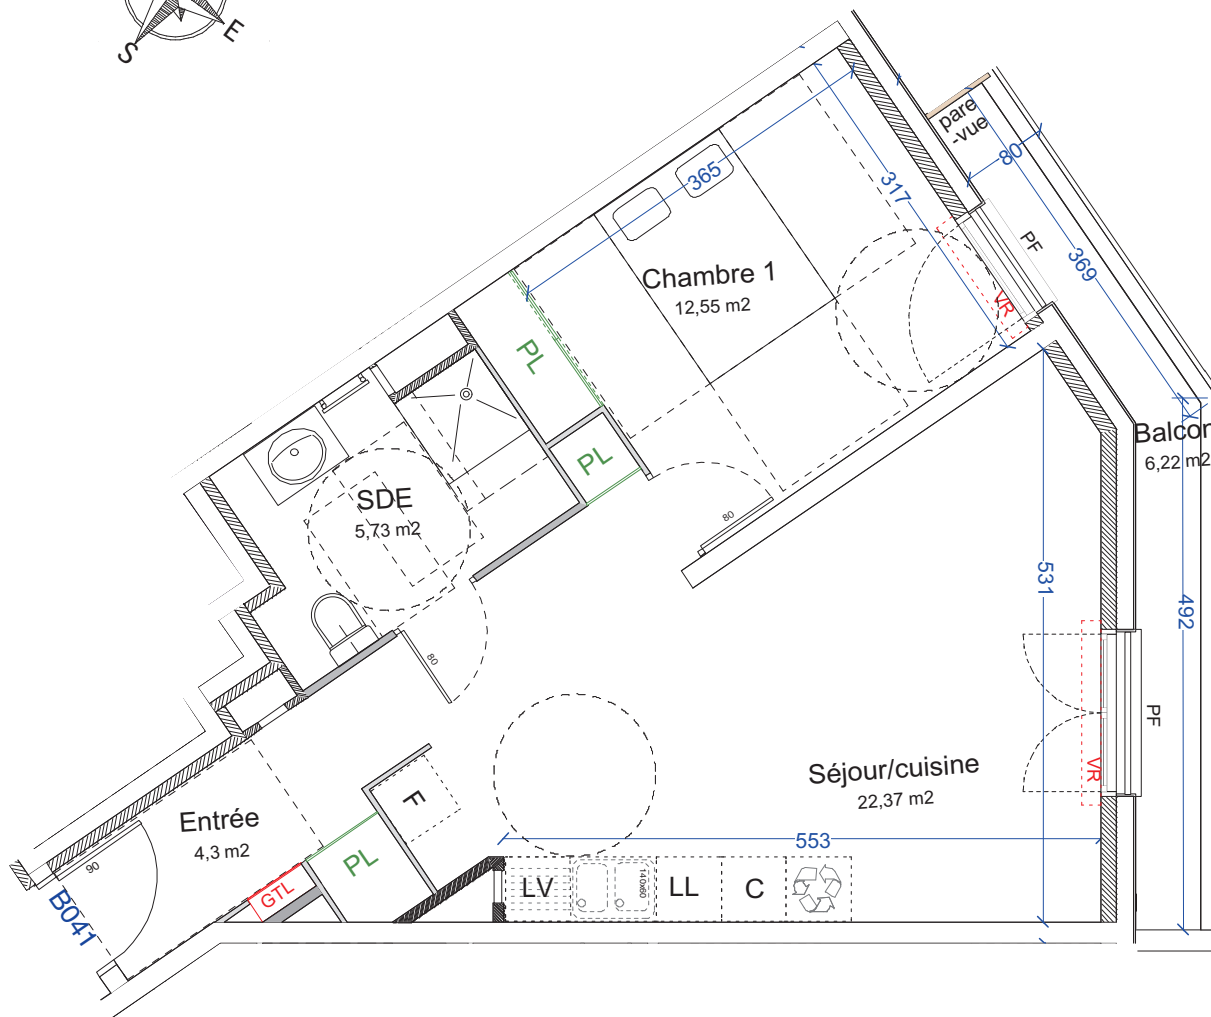 S
E
pare
-vue
80
365
317
PF
369
Chambre 1
12,55 m2
VR
PL
PL
Balcon
6,22 m2
SDE
5,73 m2
80
531
492
80
PF
Séjour/cuisine
22,37 m2
VR
F
Entrée
4,3 m2
553
PL
90
GTL
LV
140x60
LL
C
B041